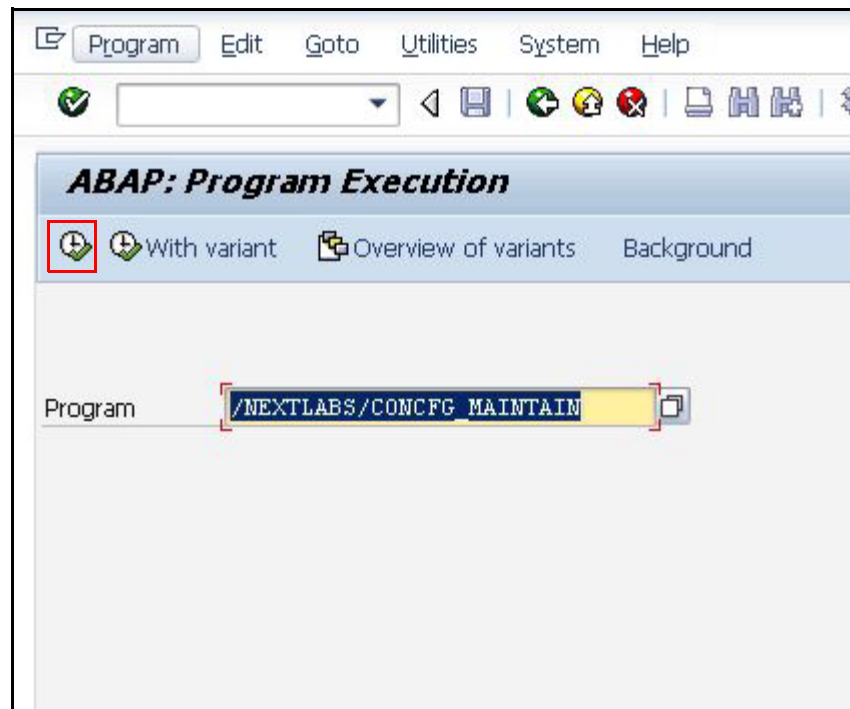 Program Edit Goto Utilities System Help
ABAP: Program Execution
With variant Overview of variants Background
Program /NEXTLABS/CONCFG_MAINTAIN